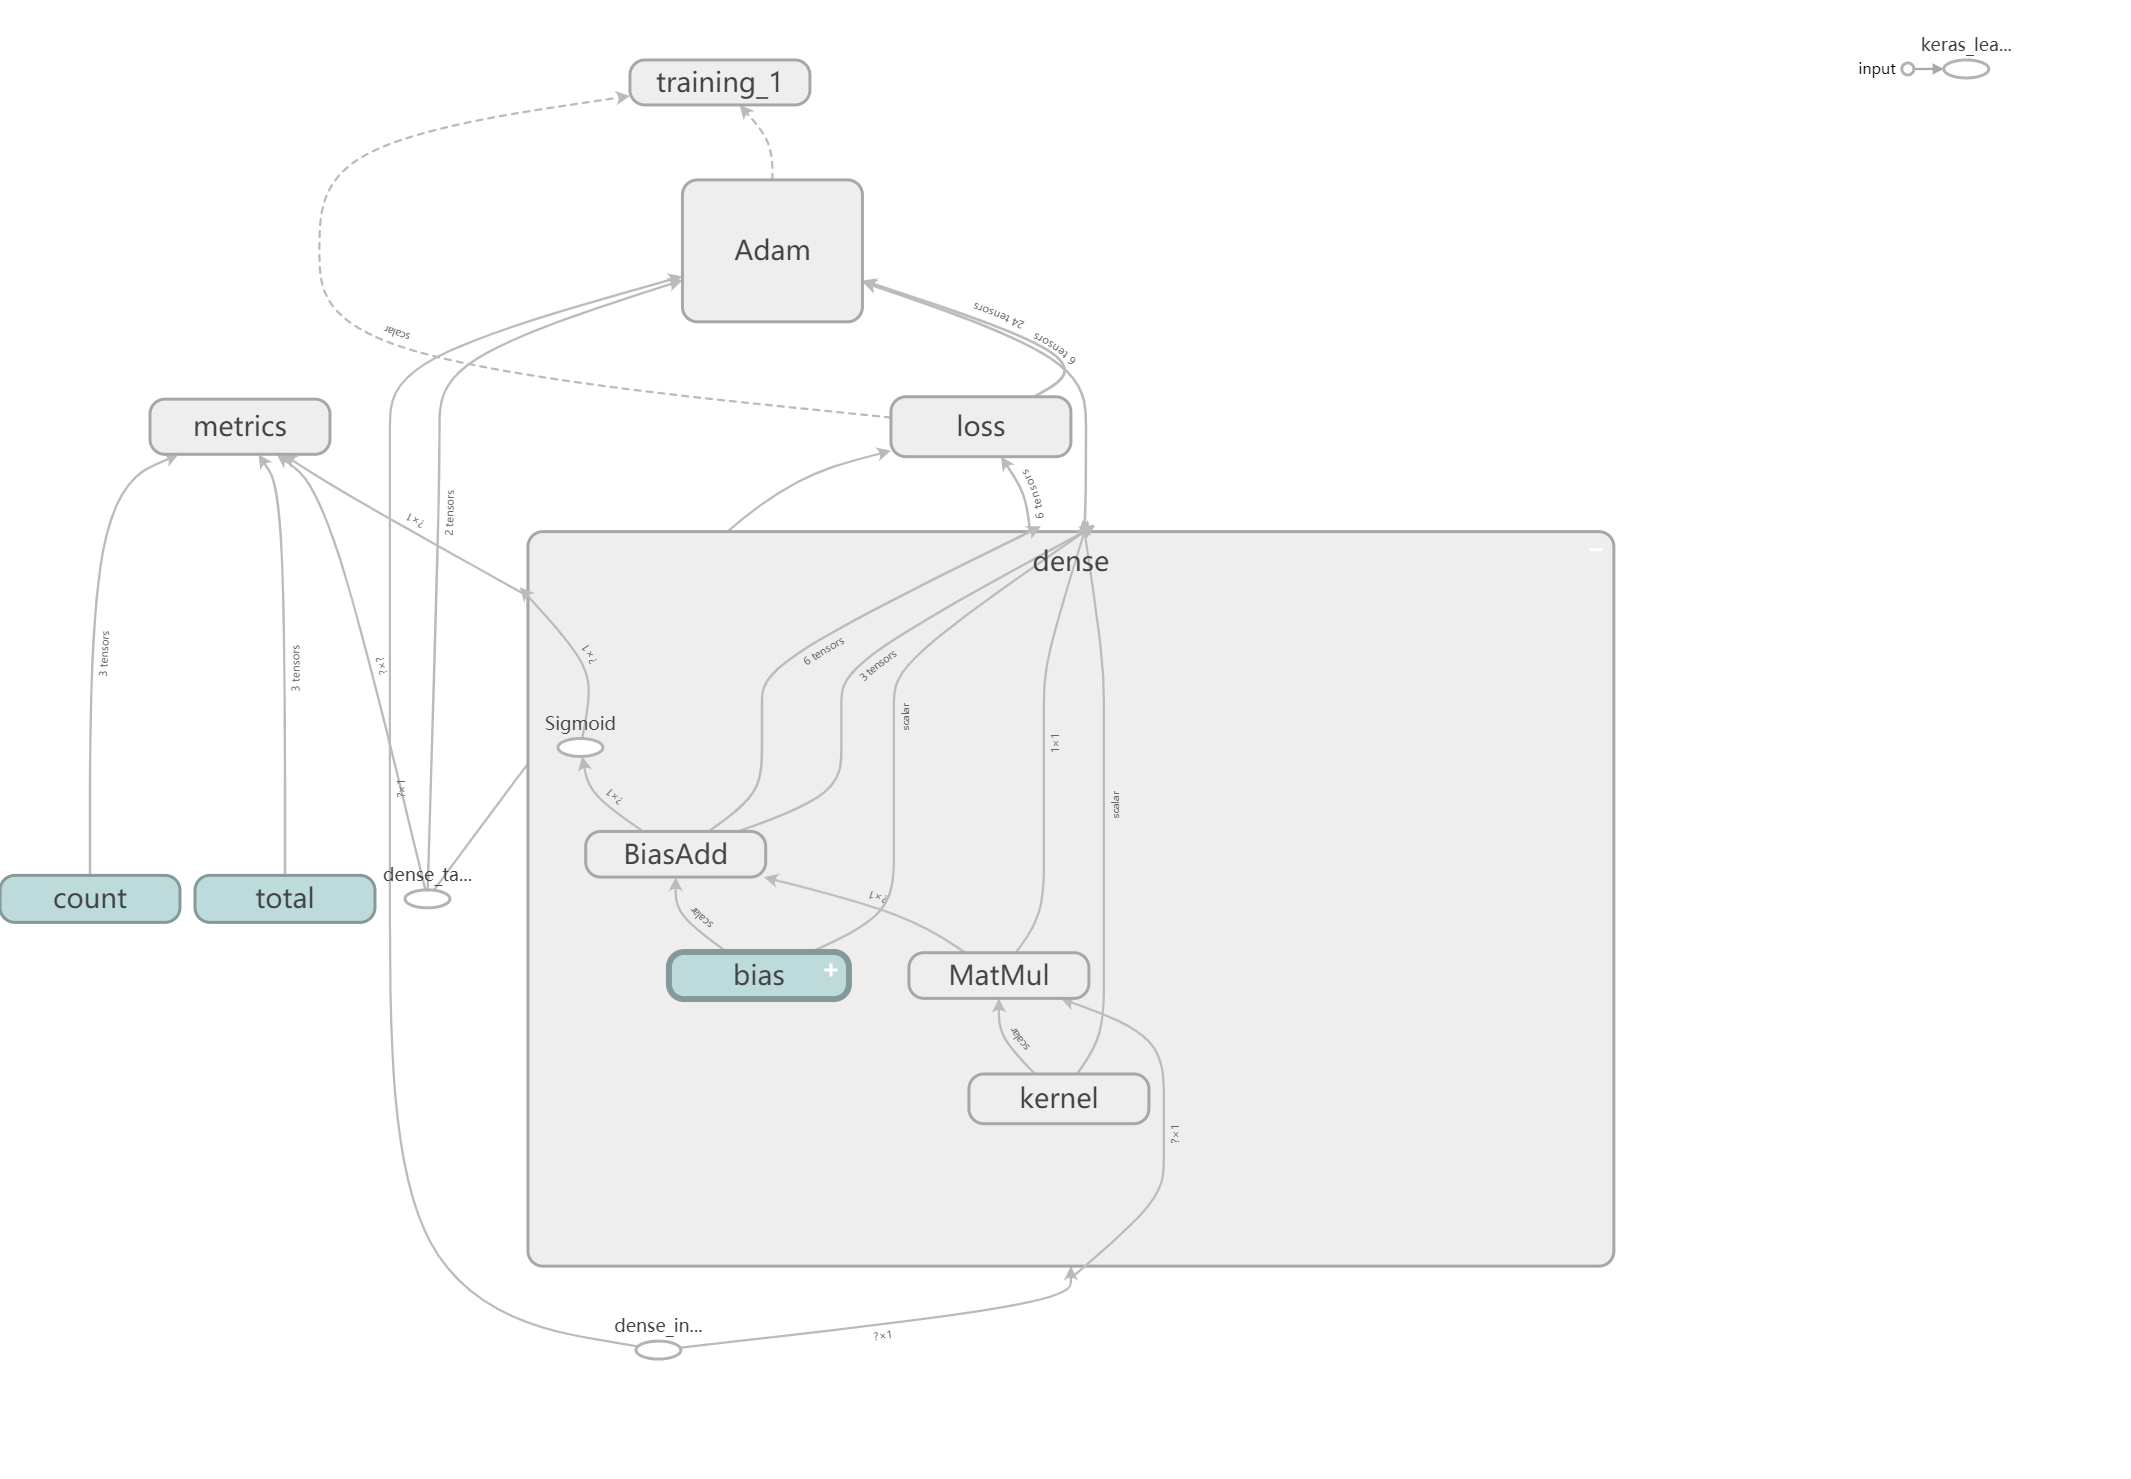 keras_lea...
input
training_1
Adam
24 tensors
6 tensors
scalar
metrics
loss
6 tensors
?×1
2 tensors
dense
3 tensors
3 tensors
?×?
?×1
6 tensors
3 tensors
scalar
1×1
scalar
Sigmoid
?×1
?×1
BiasAdd
dense_ta...
count
total
?×1
scalar
bias
MatMul
scalar
kernel
?×1
dense_in...
?×1